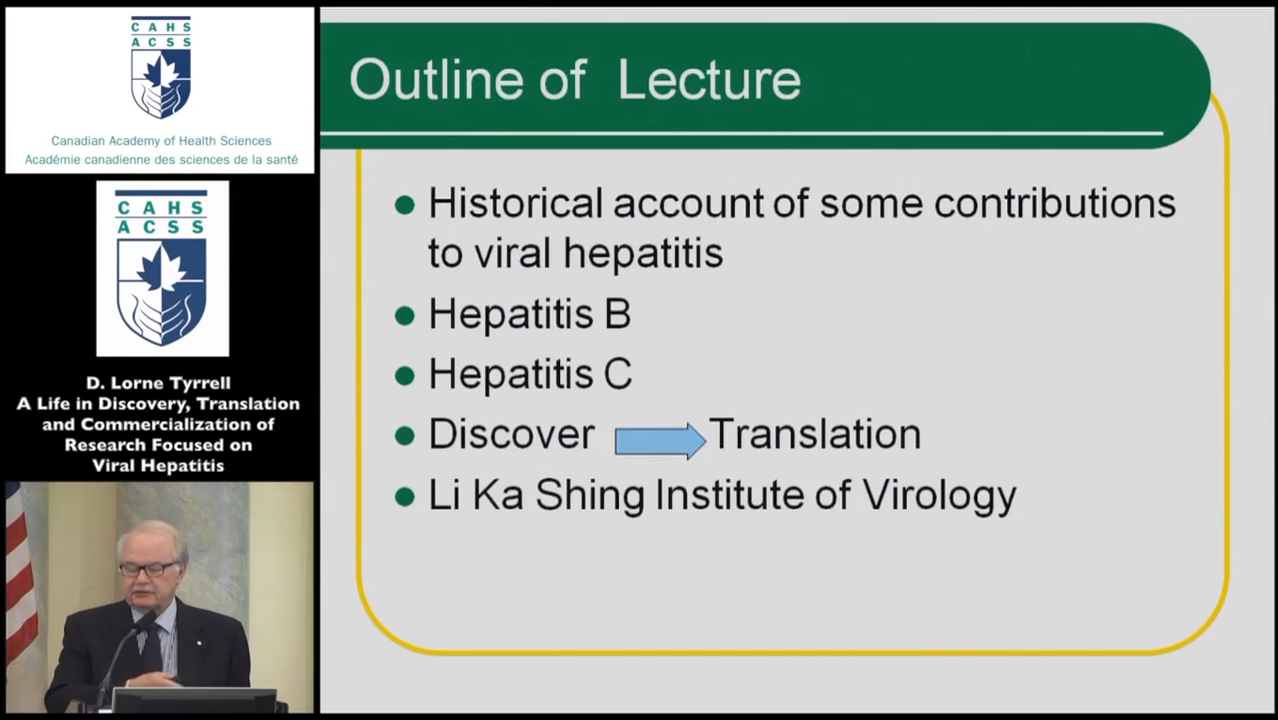 CAHS
ACSS
Canadian Academy of Health Sciences
Académie canadienne des sciences de la santé
CAHS
ACSS
D. Lorne Tyrrell
A Life in Discovery, Translation
and Commercialization of
Research Focused on
Viral Hepatitis
Outline of Lecture
Historical account of some contributions
to viral hepatitis
Hepatitis B
Hepatitis C
Discover Translation
Li Ka Shing Institute of Virology